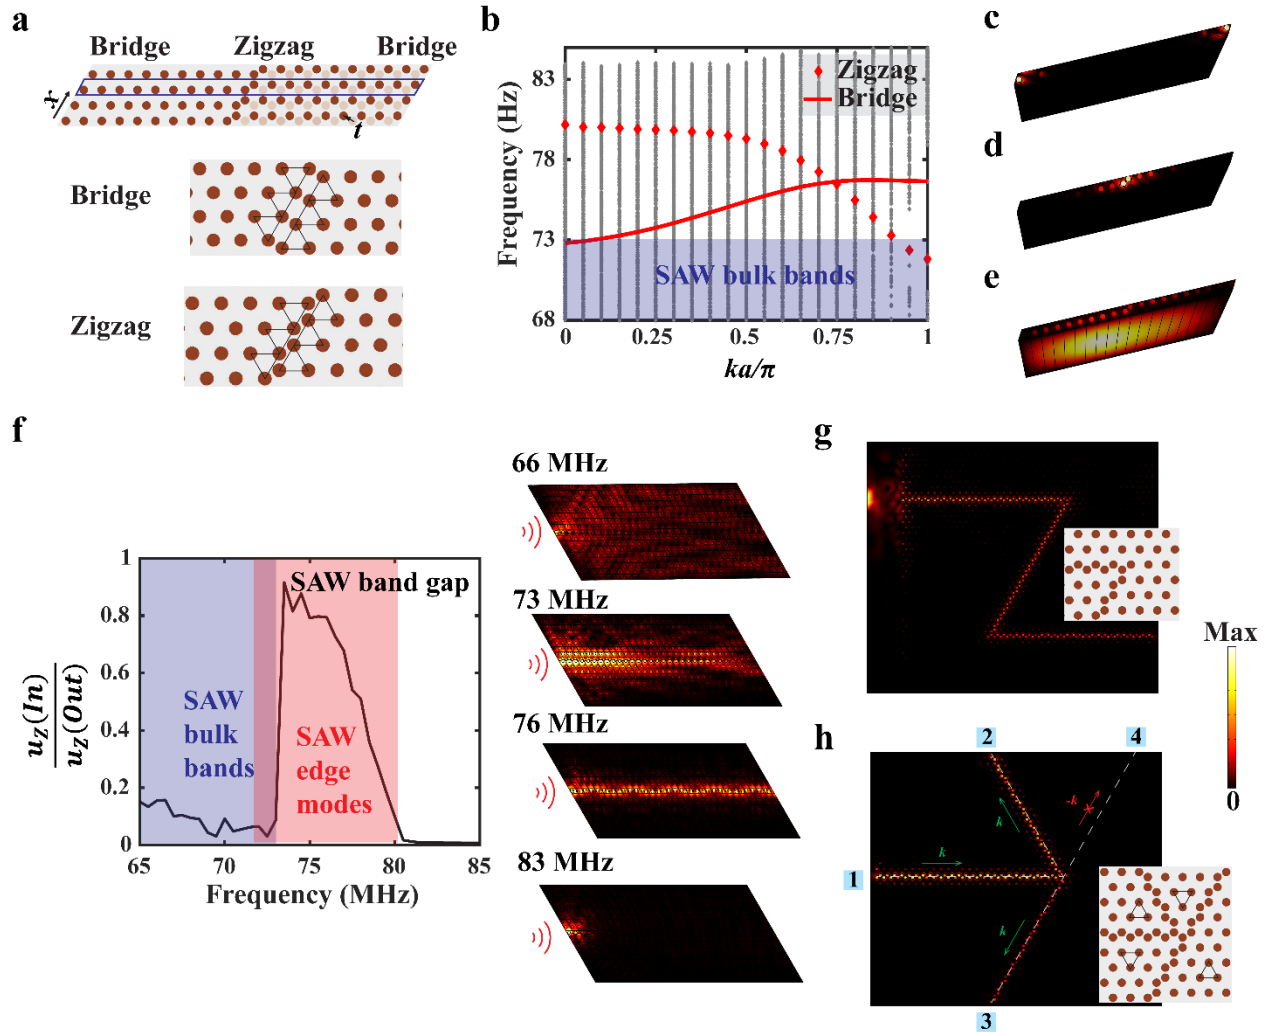 a
Bridge Zigzag Bridge
x
t
Bridge
Zigzag
b
Frequency (Hz)
83
78
73
68
Zigzag
Bridge
SAW bulk bands
0 0.25 0.5 0.75 1
ka/π
c
d
e
f
u_Z(In)
u_Z(Out)
1
0.8
0.6
0.4
0.2
0
SAW band gap
SAW
bulk
bands
SAW
edge
modes
65 70 75 80 85
Frequency (MHz)
66 MHz
73 MHz
76 MHz
83 MHz
g
Max
0
h
2 4
k
-k
k
1
k
3